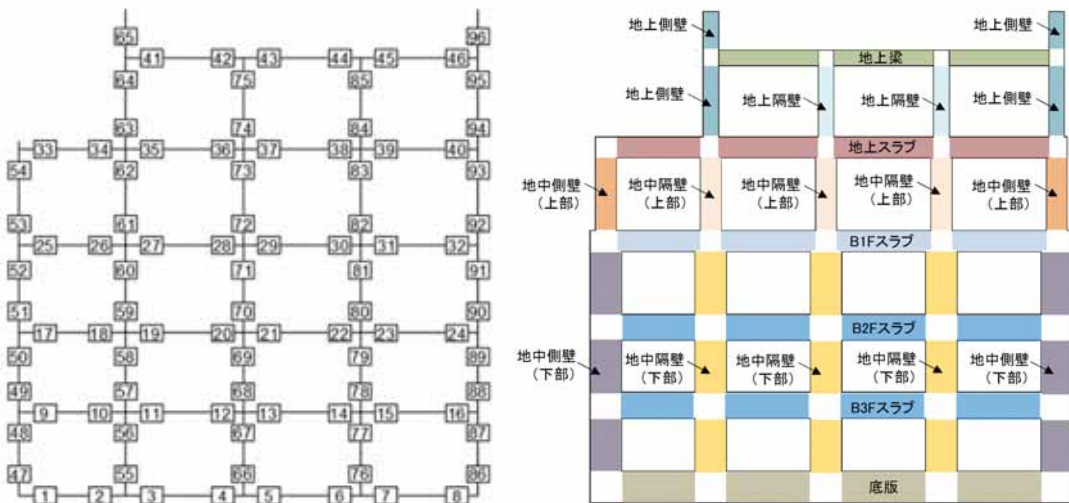 65 96
41 42 43 44 45 46
64 75 85 95
63 74 84 94
33 34 35 36 37 38 39 40
54 62 73 83 93
53 61 72 82 92
25 26 27 28 29 30 31 32
52 60 71 81 91
51 59 70 80 90
17 18 19 20 21 22 23 24
50 58 69 79 89
49 57 68 78 88
9 10 11 12 13 14 15 16
48 56 67 77 87
47 55 66 76 86
1 2 3 4 5 6 7 8
地上側壁 地上側壁
地上梁
地上側壁 地上隔壁 地上隔壁 地上側壁
地上スラブ
地中側壁
(上部)
地中隔壁
(上部)
地中隔壁
(上部)
地中隔壁
(上部)
地中側壁
(上部)
B1Fスラブ
B2Fスラブ
地中側壁
(下部)
地中隔壁
(下部)
地中隔壁
(下部)
地中隔壁
(下部)
地中側壁
(下部)
B3Fスラブ
底版